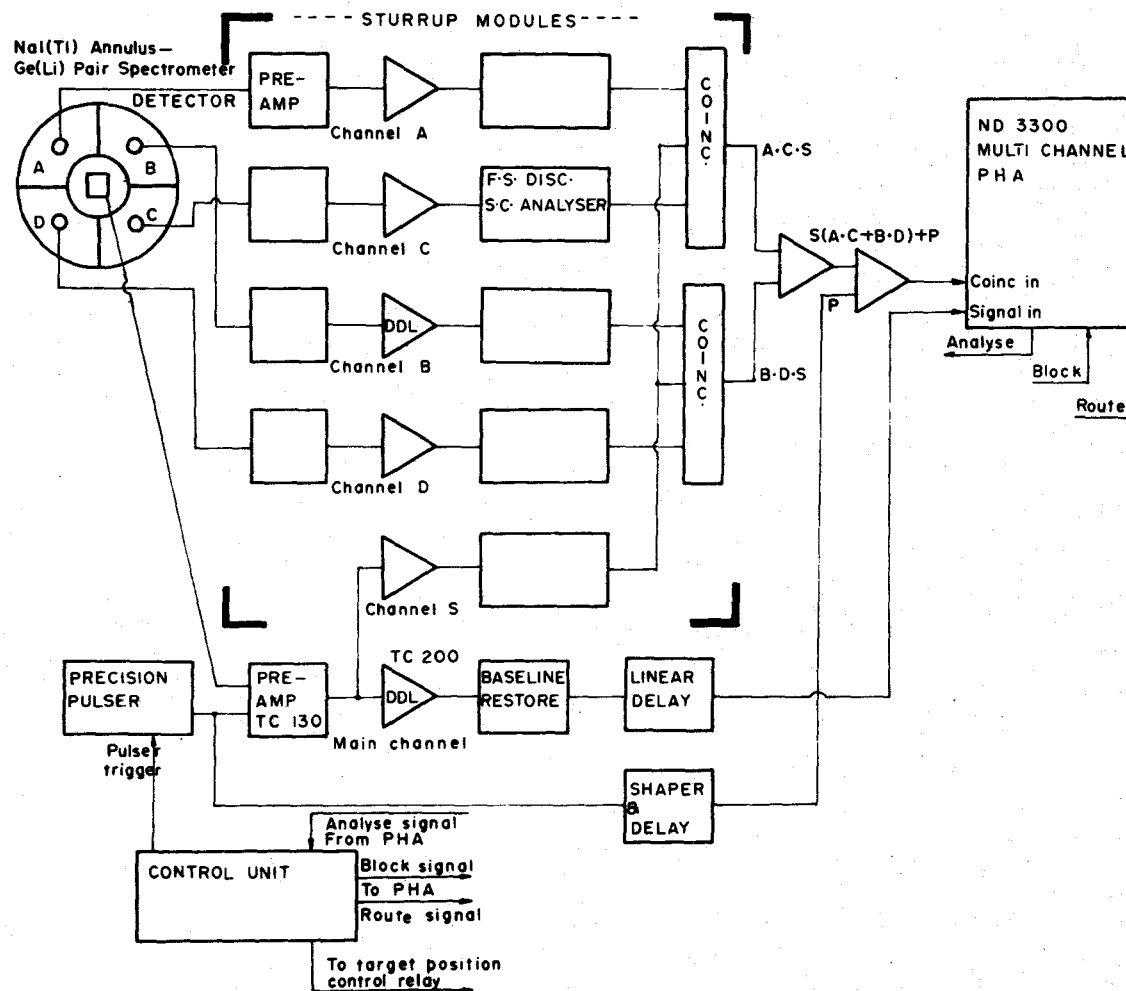 ---- STURRUP MODULES ----
NaI(Tl) Annulus—
Ge(Li) Pair Spectrometer
DETECTOR
A
B
D
C
PRE-
AMP
Channel A
COINC.
A·C·S
ND 3300
MULTI CHANNEL
PHA
F·S· DISC·
S·C· ANALYSER
Channel C
S(A·C+B·D)+P
P
Coinc in
Signal in
Analyse
Block
Route
DDL
Channel B
COINC.
B·D·S
Channel D
Channel S
PRECISION
PULSER
PRE-
AMP
TC 130
TC 200
DDL
Main channel
BASELINE
RESTORE
LINEAR
DELAY
Pulser
trigger
SHAPER
&
DELAY
Analyse signal
From PHA
CONTROL UNIT
Block signal
To PHA
Route signal
To target position
control relay